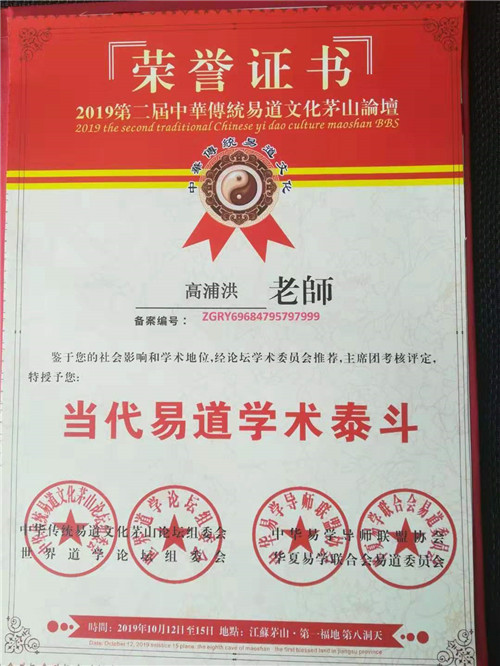 荣誉证书
2019第二屆中華傳統易道文化茅山論壇
2019 the second traditional Chinese yi dao culture maoshan BBS
中華傳統易道文化
高浦洪 老師
备案编号： ZGRY69684795797999
鉴于您的社会影响和学术地位,经论坛学术委员会推荐,主席团考核评定,
特授予您:
当代易道学术泰斗
中华传统易道文化茅山论坛组委会
世界道学论坛组委会
中华易学导师联盟协会
华夏易学联合会易道委员会
時間：2019年10月12日至15日 地點：江蘇茅山·第一福地 第八洞天